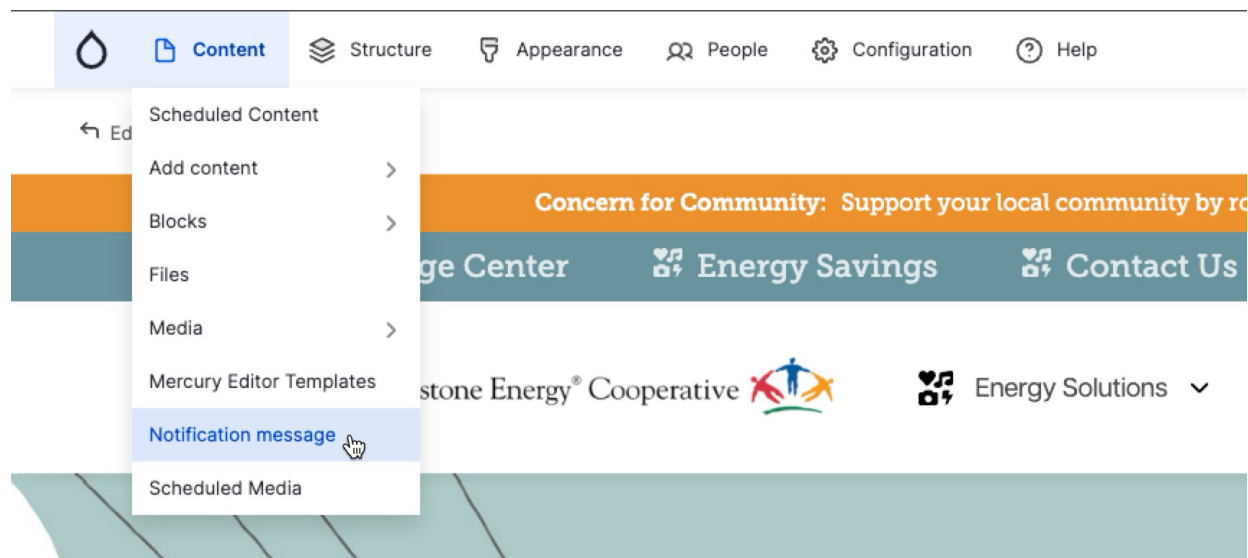 Content Structure Appearance People Configuration Help
Scheduled Content
Ed
Add content
Concern for Community: Support your local community by ro
Blocks
ge Center Energy Savings Contact Us
Files
Media
Mercury Editor Templates
stone Energy® Cooperative Energy Solutions
Notification message
Scheduled Media